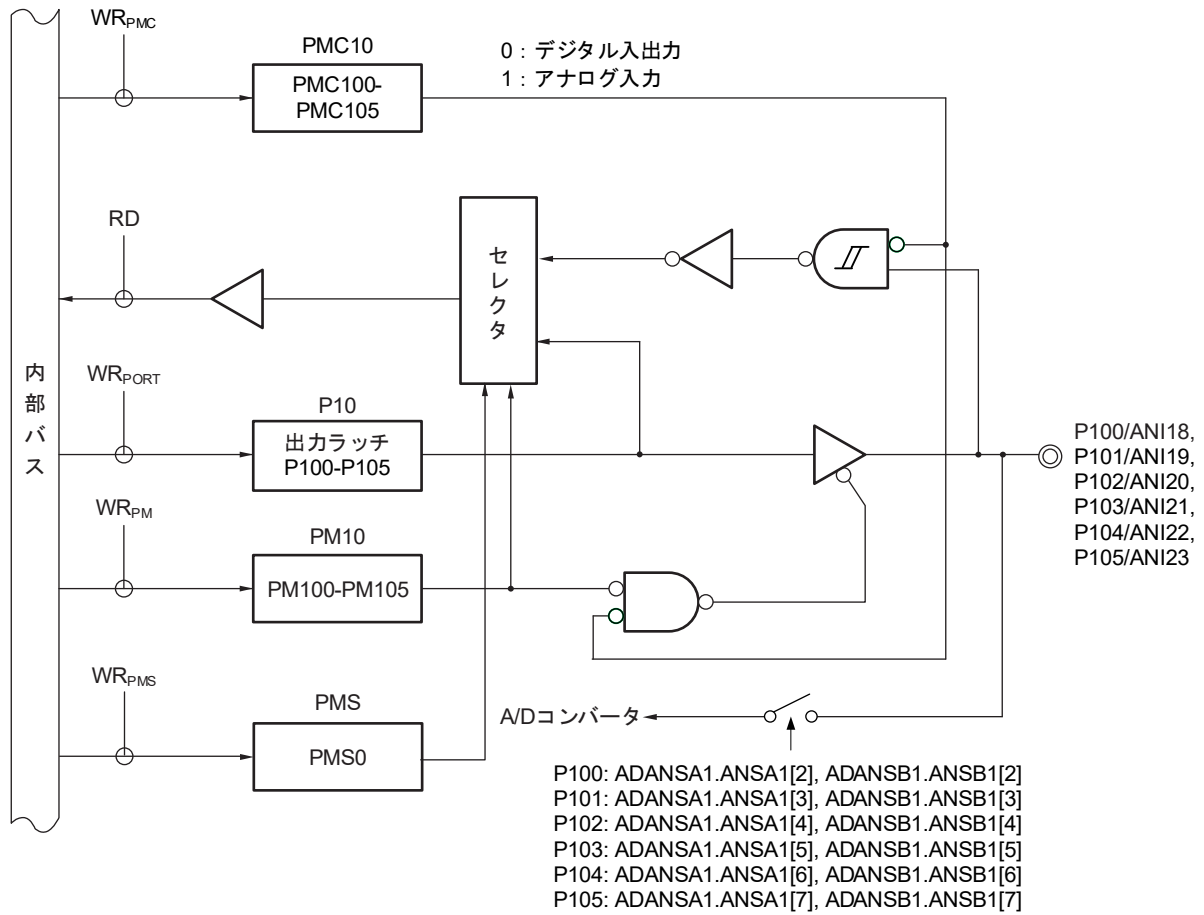 WRPMC
PMC10
PMC100-
PMC105
0：デジタル入出力
1：アナログ入力
RD
セレクタ
内部バス
WRPORT
P10
出力ラッチ
P100-P105
P100/ANI18,
P101/ANI19,
P102/ANI20,
P103/ANI21,
P104/ANI22,
P105/ANI23
WRPM
PM10
PM100-PM105
WRPMS
PMS
PMS0
A/Dコンバータ
P100: ADANSA1.ANSA1[2], ADANSB1.ANSB1[2]
P101: ADANSA1.ANSA1[3], ADANSB1.ANSB1[3]
P102: ADANSA1.ANSA1[4], ADANSB1.ANSB1[4]
P103: ADANSA1.ANSA1[5], ADANSB1.ANSB1[5]
P104: ADANSA1.ANSA1[6], ADANSB1.ANSB1[6]
P105: ADANSA1.ANSA1[7], ADANSB1.ANSB1[7]